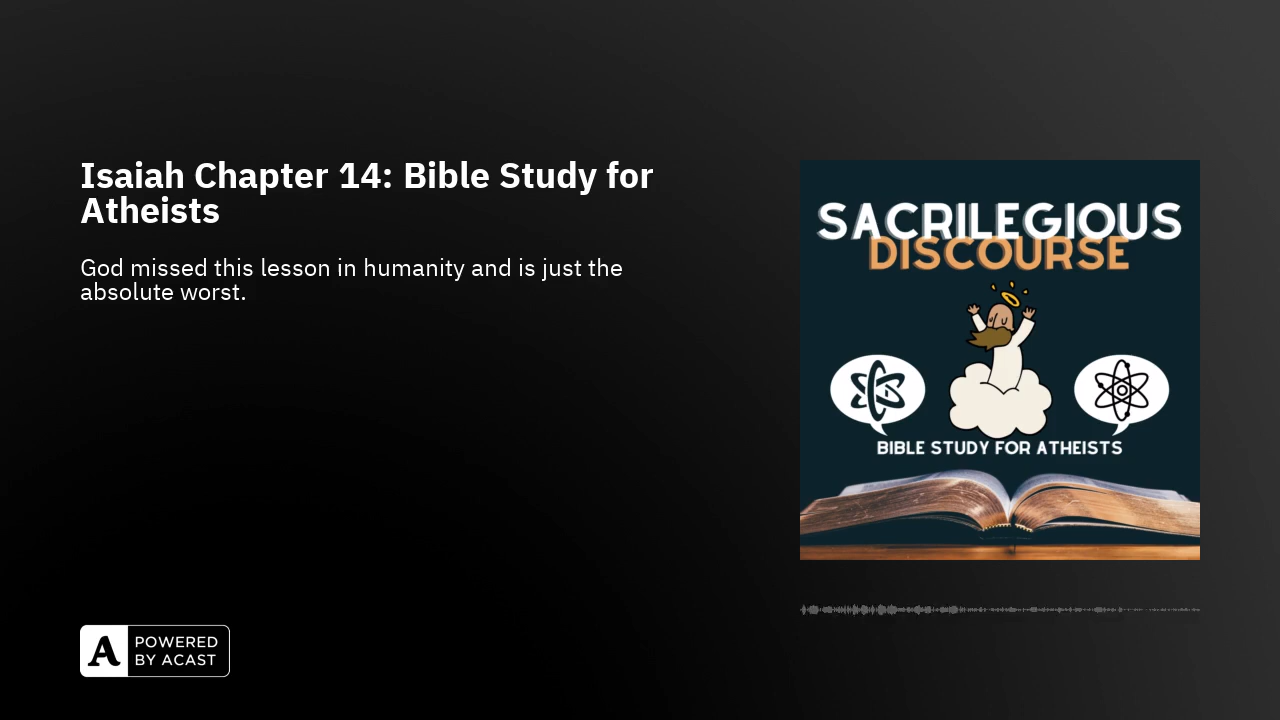 Isaiah Chapter 14: Bible Study for
Atheists
God missed this lesson in humanity and is just the
absolute worst.
SACRILEGIOUS
DISCOURSE
BIBLE STUDY FOR ATHEISTS
A POWERED
BY ACAST